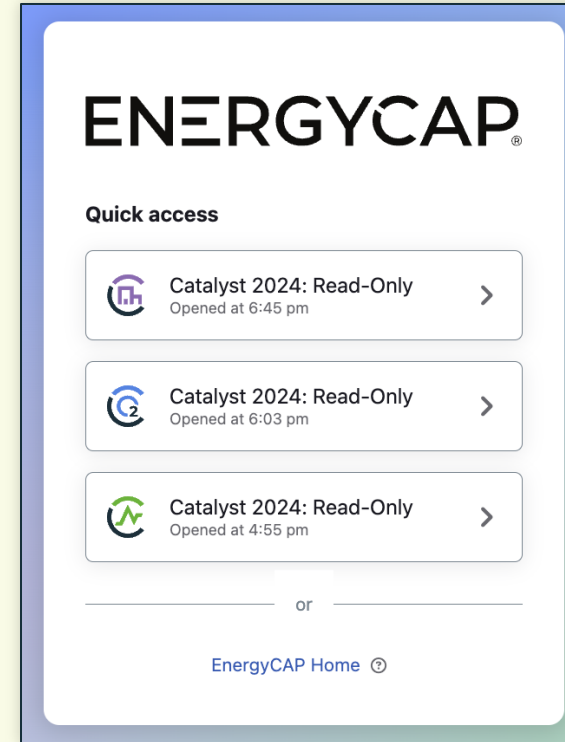 ENERGYCAP®
Quick access
Catalyst 2024: Read-Only
Opened at 6:45 pm
2
Catalyst 2024: Read-Only
Opened at 6:03 pm
Catalyst 2024: Read-Only
Opened at 4:55 pm
or
EnergyCAP Home ?